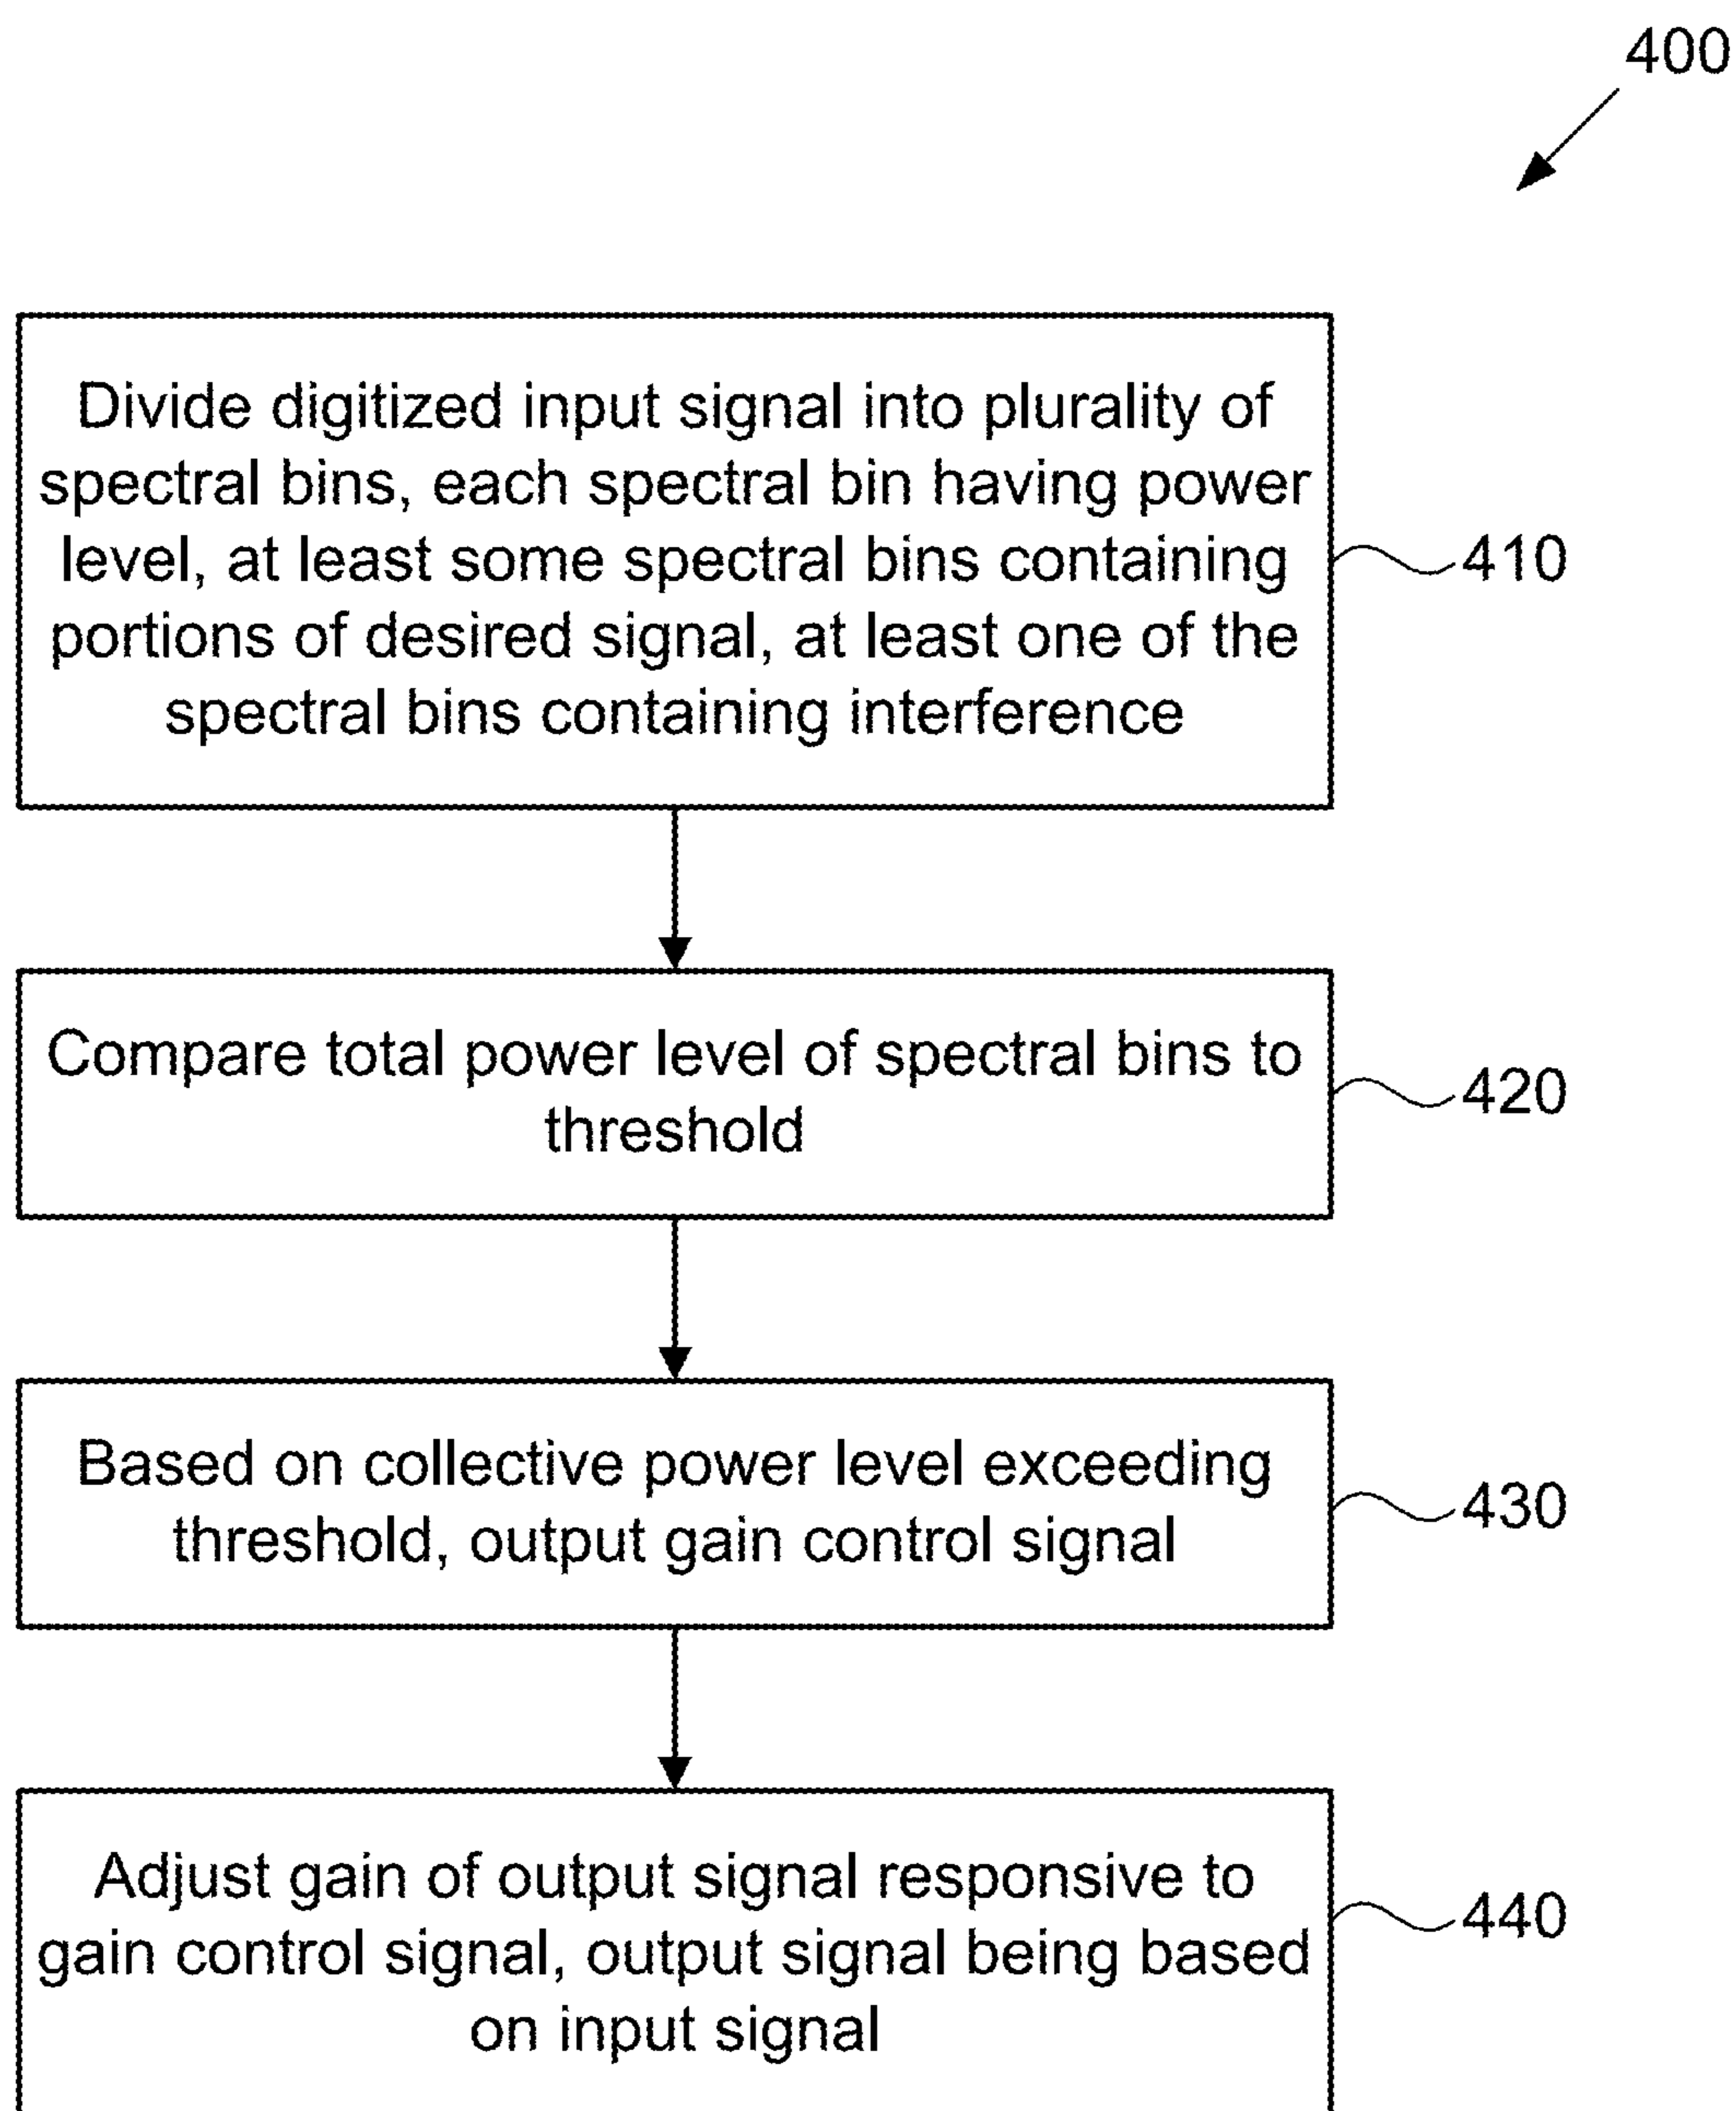 400
Divide digitized input signal into plurality of
spectral bins, each spectral bin having power
level, at least some spectral bins containing
portions of desired signal, at least one of the
spectral bins containing interference
410
Compare total power level of spectral bins to
threshold
420
Based on collective power level exceeding
threshold, output gain control signal
430
Adjust gain of output signal responsive to
gain control signal, output signal being based
on input signal
440